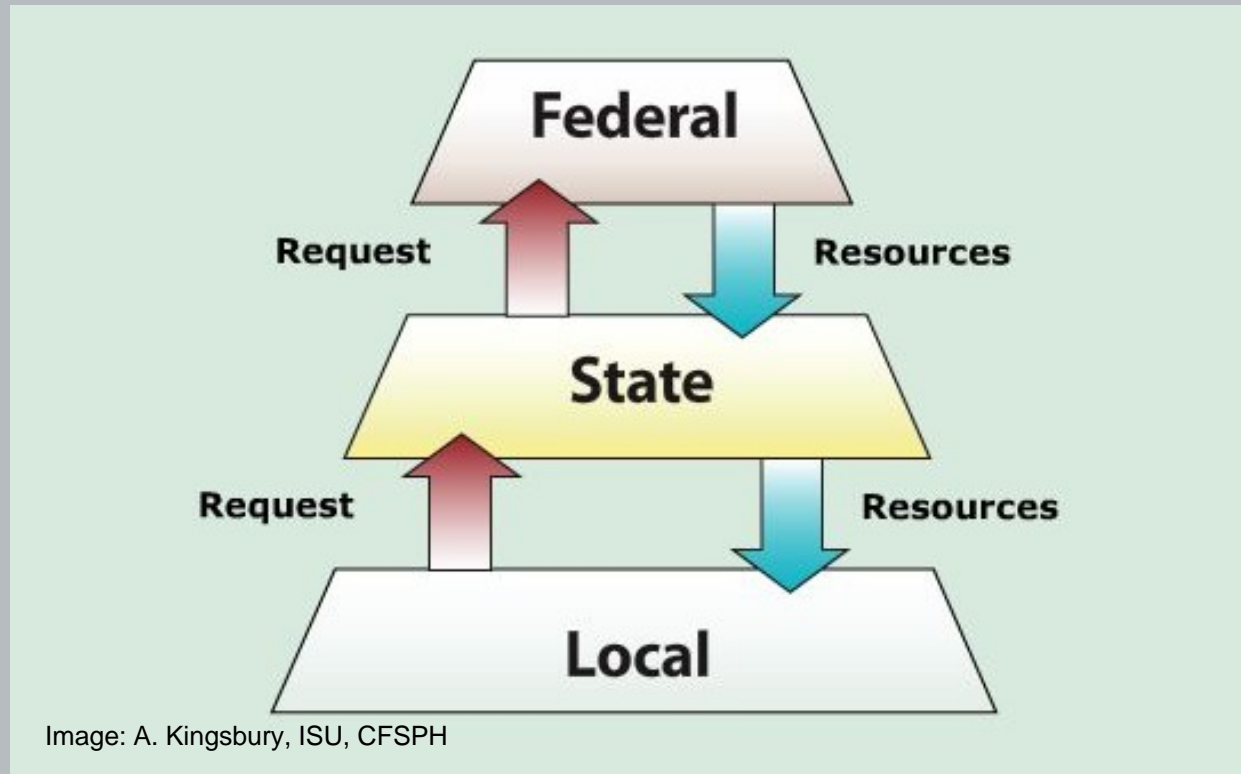 Federal
Request
Resources
State
Request
Resources
Local
Image: A. Kingsbury, ISU, CFSPH